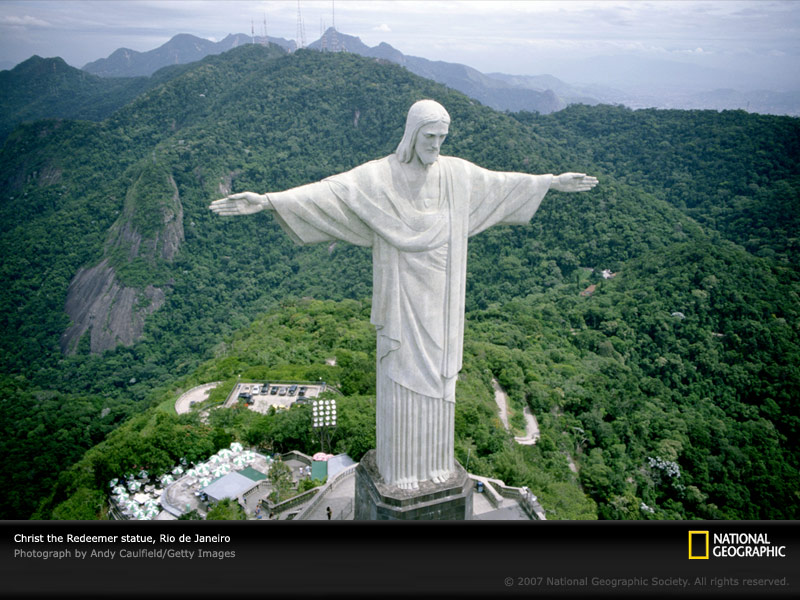 Christ the Redeemer statue, Rio de Janeiro
Photograph by Andy Caulfield/Getty Images
NATIONAL
GEOGRAPHIC
© 2007 National Geographic Society. All rights reserved.